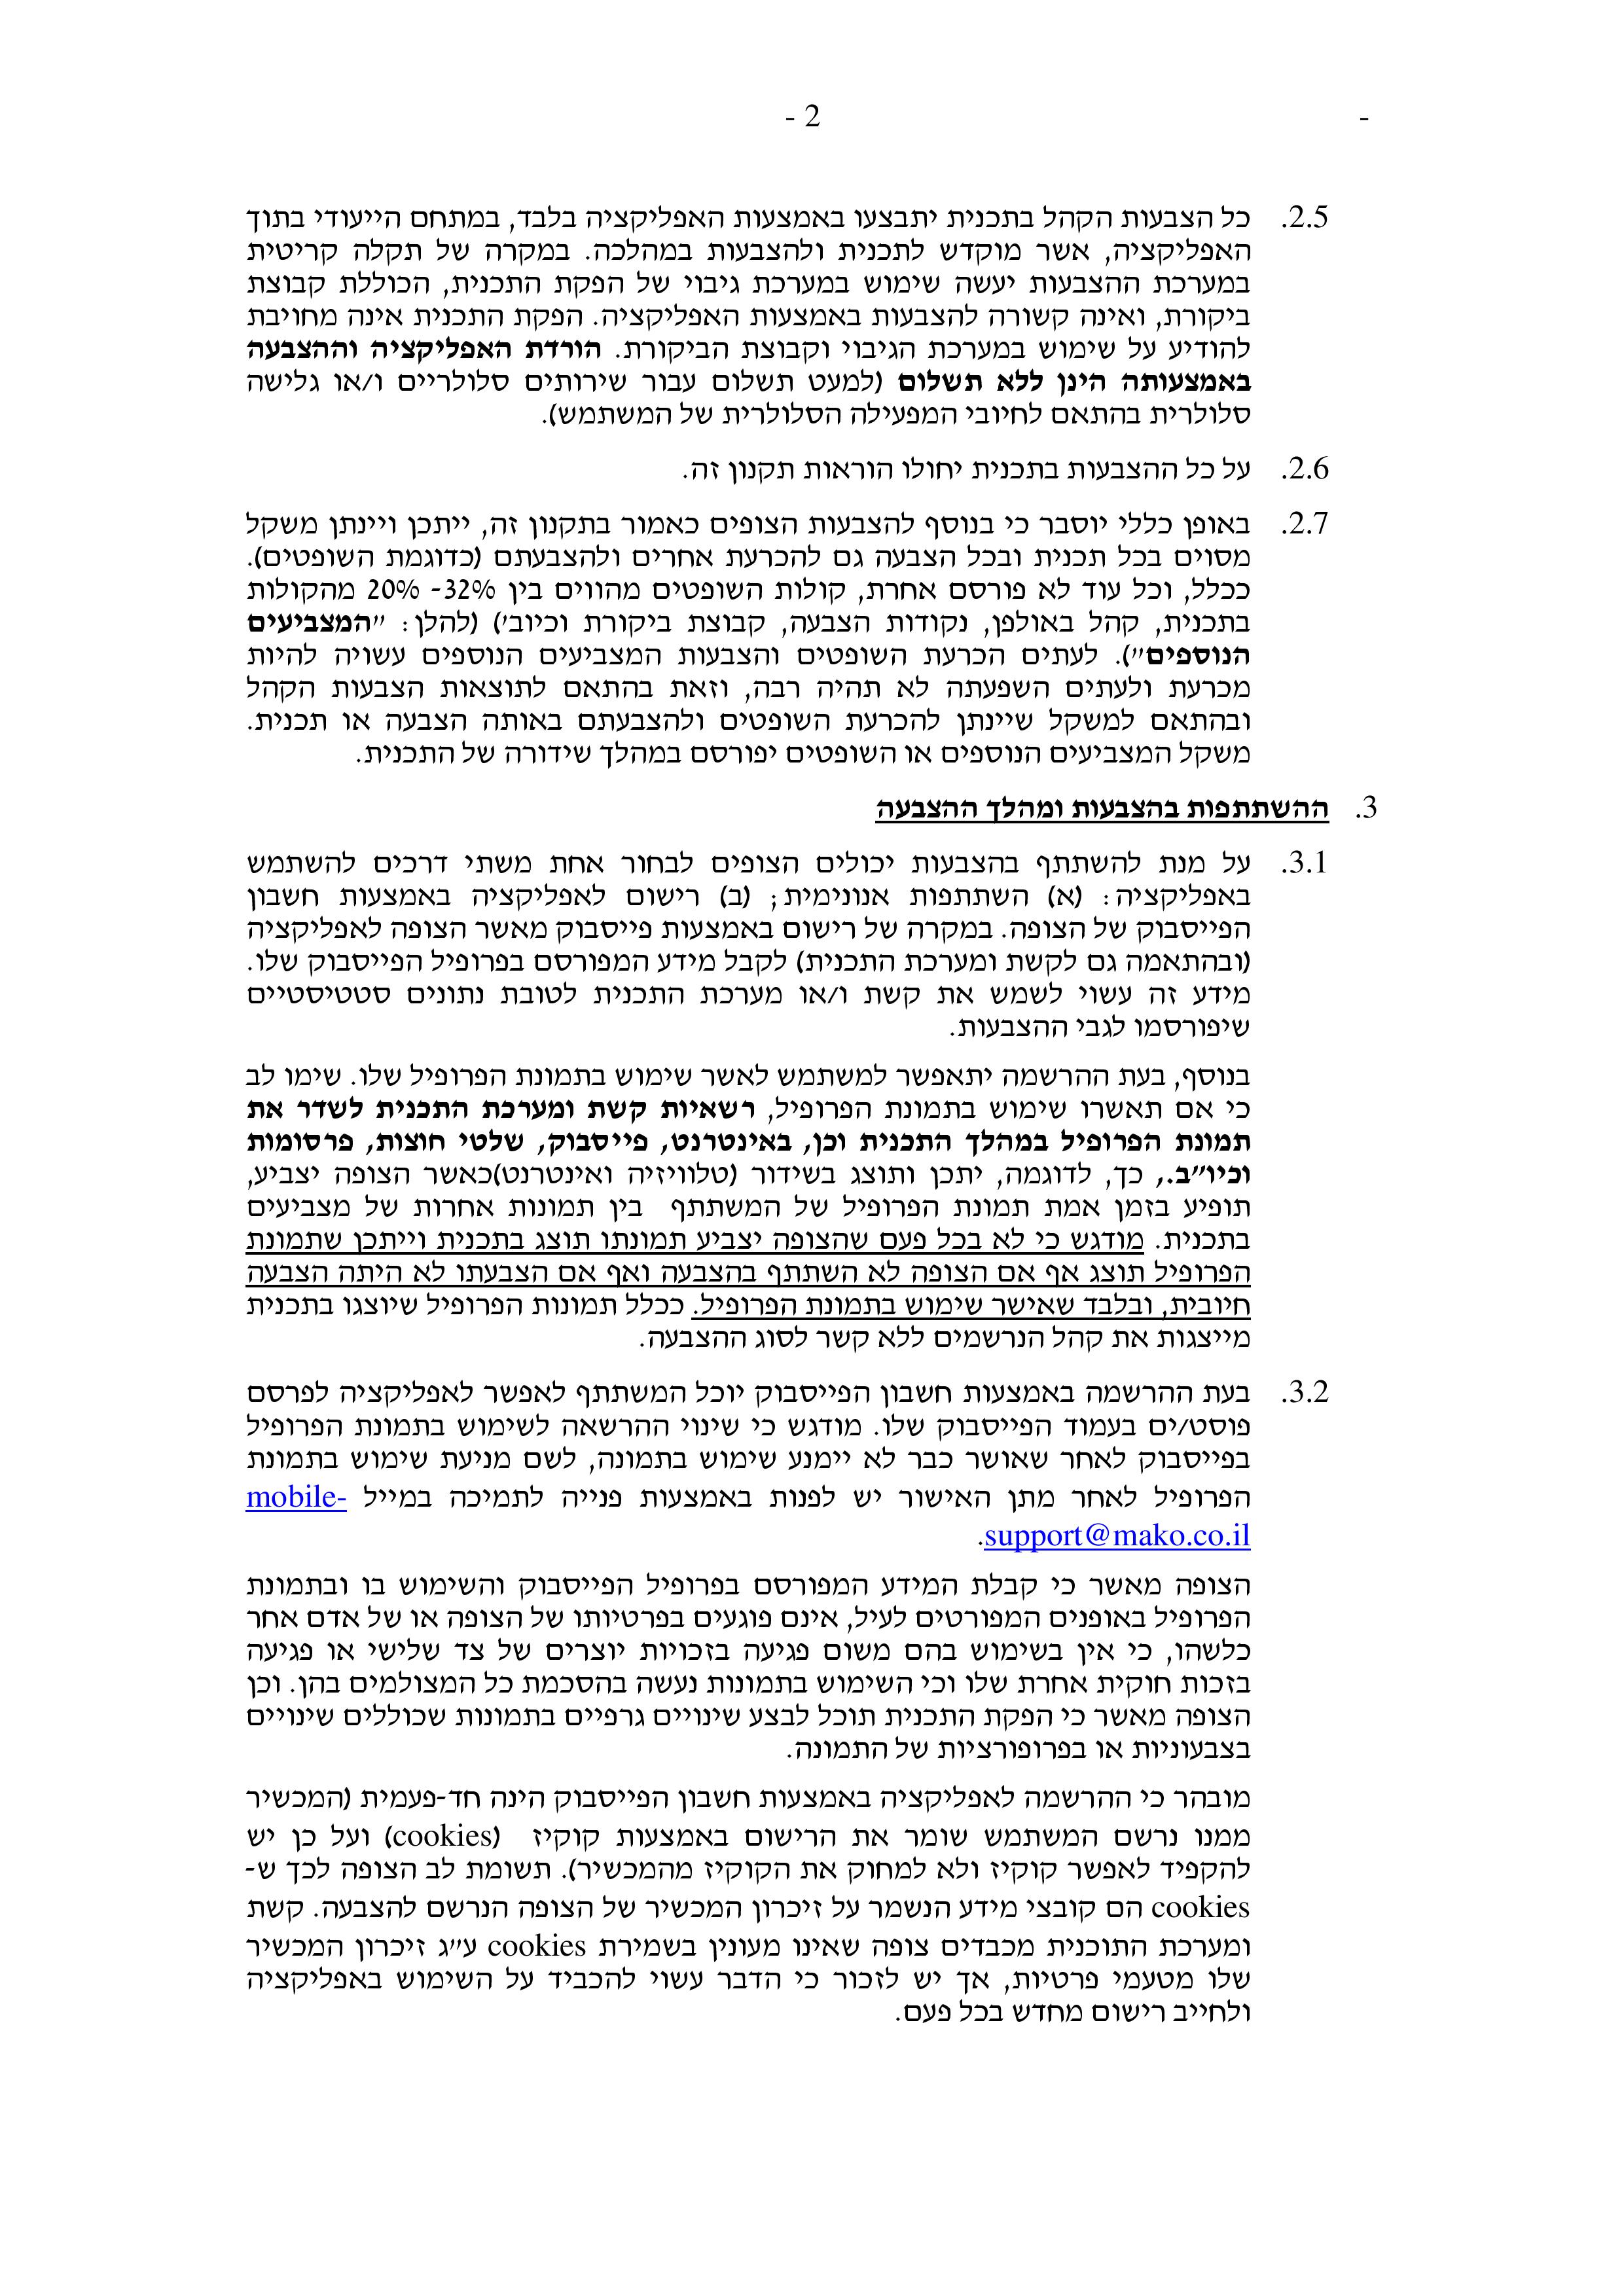 - 2 -
2.5. כל הצבעות הקהל בתכנית יתבצעו באמצעות האפליקציה בלבד, במתחם הייעודי בתוך
האפליקציה, אשר מוקדש לתכנית ולהצבעות במהלכה. במקרה של תקלה קריטית
במערכת ההצבעות יעשה שימוש במערכת גיבוי של הפקת התכנית, הכוללת קבוצת
ביקורת, ואינה קשורה להצבעות באמצעות האפליקציה. הפקת התכנית אינה מחויבת
להודיע על שימוש במערכת הגיבוי וקבוצת הביקורת. הורדת האפליקציה וההצבעה
באמצעותה הינן ללא תשלום (למעט תשלום עבור שירותים סלולריים ו/או גלישה
סלולרית בהתאם לחיובי המפעילה הסלולרית של המשתמש).
2.6. על כל ההצבעות בתכנית יחולו הוראות תקנון זה.
2.7. באופן כללי יוסבר כי בנוסף להצבעות הצופים כאמור בתקנון זה, ייתכן ויינתן משקל
מסוים בכל תכנית ובכל הצבעה גם להכרעת אחרים ולהצבעתם (כדוגמת השופטים).
ככלל, וכל עוד לא פורסם אחרת, קולות השופטים מהווים בין 32%- 20% מהקולות
בתכנית, קהל באולפן, נקודות הצבעה, קבוצת ביקורת וכיוב') (להלן: "המצביעים
הנוספים"). לעתים הכרעת השופטים והצבעות המצביעים הנוספים עשויה להיות
מכרעת ולעתים השפעתה לא תהיה רבה, וזאת בהתאם לתוצאות הצבעות הקהל
ובהתאם למשקל שיינתן להכרעת השופטים ולהצבעתם באותה הצבעה או תכנית.
משקל המצביעים הנוספים או השופטים יפורסם במהלך שידורה של התכנית.
3. ההשתתפות בהצבעות ומהלך ההצבעה
3.1. על מנת להשתתף בהצבעות יכולים הצופים לבחור אחת משתי דרכים להשתמש
באפליקציה: (א) השתתפות אנונימית; (ב) רישום לאפליקציה באמצעות חשבון
הפייסבוק של הצופה. במקרה של רישום באמצעות פייסבוק מאשר הצופה לאפליקציה
(ובהתאמה גם לקשת ומערכת התכנית) לקבל מידע המפורסם בפרופיל הפייסבוק שלו.
מידע זה עשוי לשמש את קשת ו/או מערכת התכנית לטובת נתונים סטטיסטיים
שיפורסמו לגבי ההצבעות.
בנוסף, בעת ההרשמה יתאפשר למשתמש לאשר שימוש בתמונת הפרופיל שלו. שימו לב
כי אם תאשרו שימוש בתמונת הפרופיל, רשאיות קשת ומערכת התכנית לשדר את
תמונת הפרופיל במהלך התכנית וכן, באינטרנט, פייסבוק, שלטי חוצות, פרסומות
וכיו"ב., כך, לדוגמה, יתכן ותוצג בשידור (טלוויזיה ואינטרנט)כאשר הצופה יצביע,
תופיע בזמן אמת תמונת הפרופיל של המשתתף בין תמונות אחרות של מצביעים
בתכנית. מודגש כי לא בכל פעם שהצופה יצביע תמונתו תוצג בתכנית וייתכן שתמונת
הפרופיל תוצג אף אם הצופה לא השתתף בהצבעה ואף אם הצבעתו לא היתה הצבעה
חיובית, ובלבד שאישר שימוש בתמונת הפרופיל. ככלל תמונות הפרופיל שיוצגו בתכנית
מייצגות את קהל הנרשמים ללא קשר לסוג ההצבעה.
3.2. בעת ההרשמה באמצעות חשבון הפייסבוק יוכל המשתתף לאפשר לאפליקציה לפרסם
פוסט/ים בעמוד הפייסבוק שלו. מודגש כי שינוי ההרשאה לשימוש בתמונת הפרופיל
בפייסבוק לאחר שאושר כבר לא יימנע שימוש בתמונה, לשם מניעת שימוש בתמונת
הפרופיל לאחר מתן האישור יש לפנות באמצעות פנייה לתמיכה במייל mobile-
support@mako.co.il.
הצופה מאשר כי קבלת המידע המפורסם בפרופיל הפייסבוק והשימוש בו ובתמונת
הפרופיל באופנים המפורטים לעיל, אינם פוגעים בפרטיותו של הצופה או של אדם אחר
כלשהו, כי אין בשימוש בהם משום פגיעה בזכויות יוצרים של צד שלישי או פגיעה
בזכות חוקית אחרת שלו וכי השימוש בתמונות נעשה בהסכמת כל המצולמים בהן. וכן
הצופה מאשר כי הפקת התכנית תוכל לבצע שינויים גרפיים בתמונות שכוללים שינויים
בצבעוניות או בפרופורציות של התמונה.
מובהר כי ההרשמה לאפליקציה באמצעות חשבון הפייסבוק הינה חד-פעמית (המכשיר
ממנו נרשם המשתמש שומר את הרישום באמצעות קוקיז (cookies) ועל כן יש
להקפיד לאפשר קוקיז ולא למחוק את הקוקיז מהמכשיר). תשומת לב הצופה לכך ש-
cookies הם קובצי מידע הנשמר על זיכרון המכשיר של הצופה הנרשם להצבעה. קשת
ומערכת התוכנית מכבדים צופה שאינו מעונין בשמירת cookies ע"ג זיכרון המכשיר
שלו מטעמי פרטיות, אך יש לזכור כי הדבר עשוי להכביד על השימוש באפליקציה
ולחייב רישום מחדש בכל פעם.